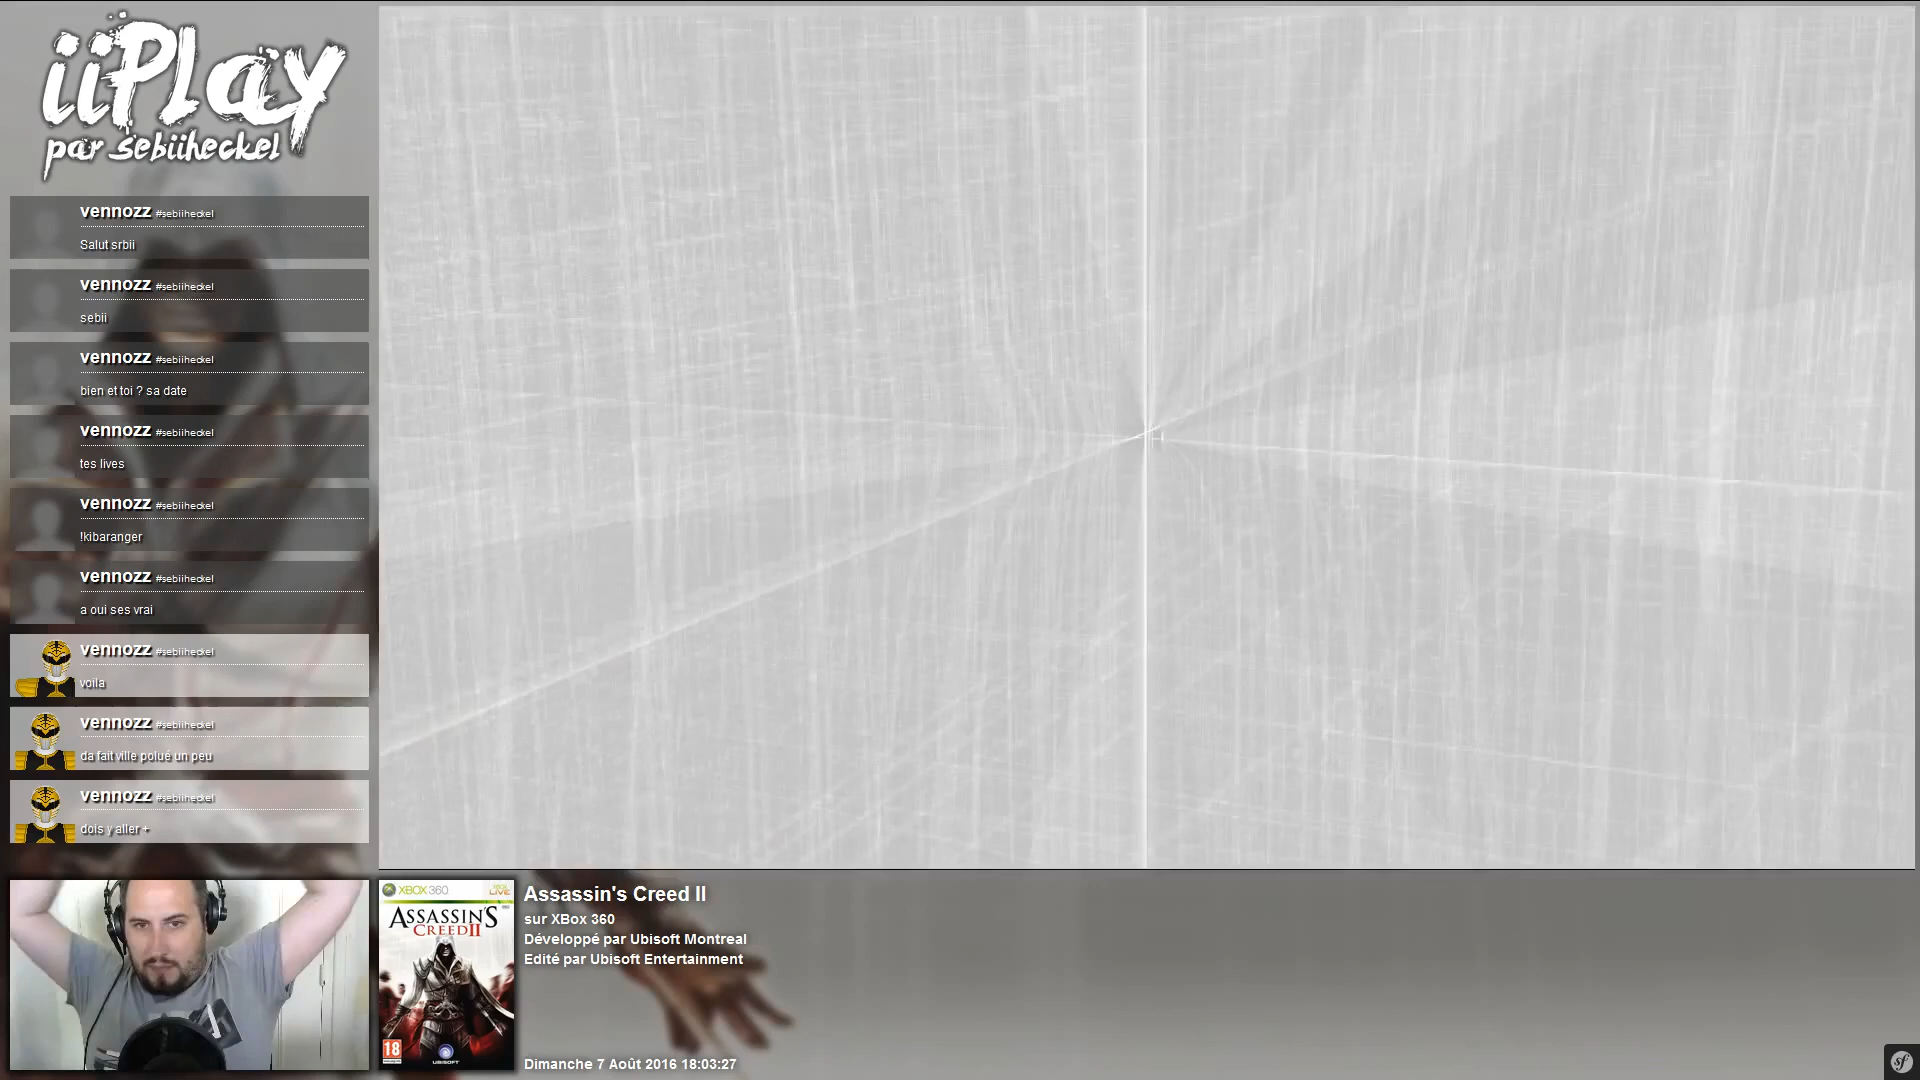 iiPlay
par sebiiheckel
vennozz #sebiiheckel
Salut srbii
vennozz #sebiiheckel
sebii
vennozz #sebiiheckel
bien et toi ? sa date
vennozz #sebiiheckel
tes lives
vennozz #sebiiheckel
!kibaranger
vennozz #sebiiheckel
a oui ses vrai
vennozz #sebiiheckel
voila
vennozz #sebiiheckel
da fait ville polué un peu
vennozz #sebiiheckel
dois y aller +
XBOX 360
XBOX LIVE
ASSASSIN'S
CREED II
18
UBISOFT
Assassin's Creed II
sur XBox 360
Développé par Ubisoft Montreal
Edité par Ubisoft Entertainment
Dimanche 7 Août 2016 18:03:27
sf